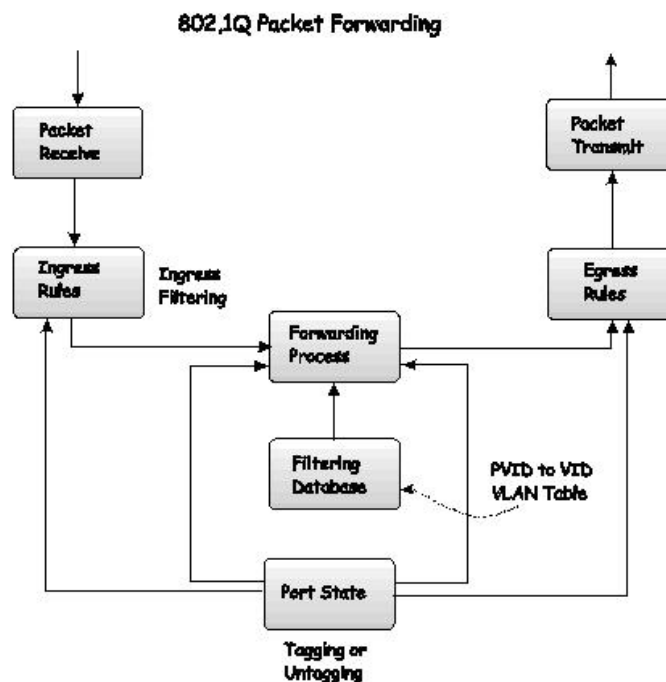 802,1Q Packet Forwarding
Packet
Receive
Packet
Transmit
Ingress
Rules
Ingress
Filtering
Egress
Rules
Forwarding
Process
Filtering
Database
PVID to VID
VLAN Table
Port State
Tagging or
Untagging